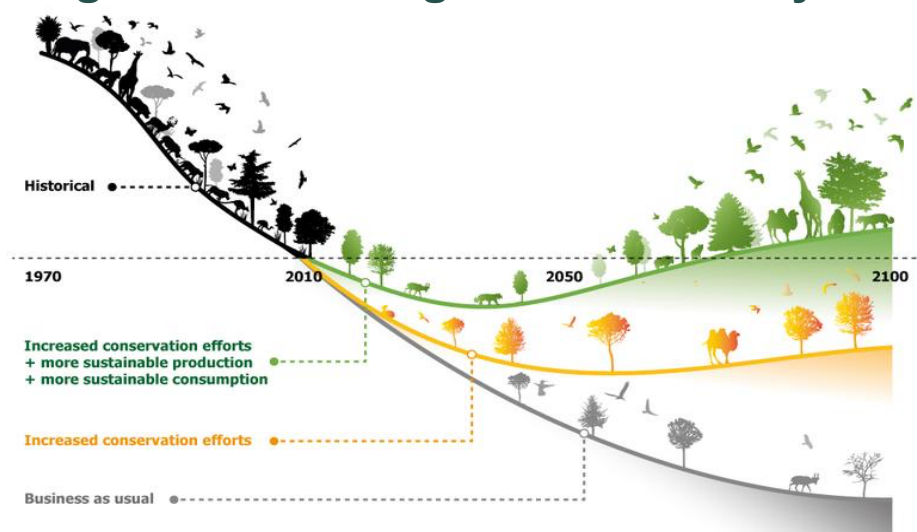 Historical
1970 2010 2050 2100
Increased conservation efforts
+ more sustainable production
+ more sustainable consumption
Increased conservation efforts
Business as usual